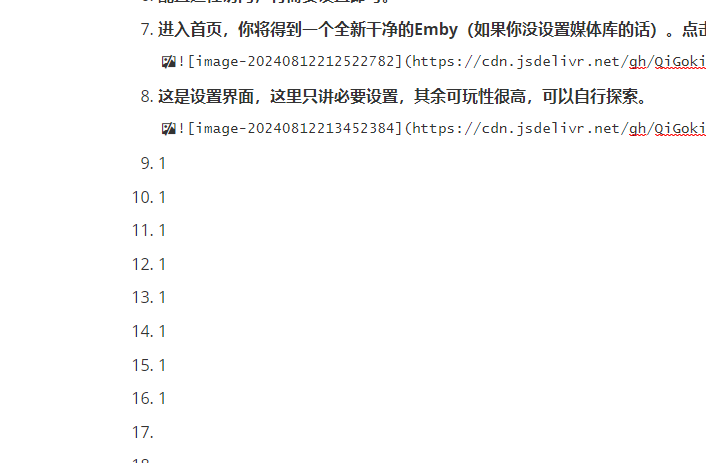 7. 进入首页，你将得到一个全新干净的Emby（如果你没设置媒体库的话）。点击
![image-20240812212522782](https://cdn.jsdelivr.net/gh/QiGoki
8. 这是设置界面，这里只讲必要设置，其余可玩性很高，可以自行探索。
![image-20240812213452384](https://cdn.jsdelivr.net/gh/QiGoki
9. 1
10. 1
11. 1
12. 1
13. 1
14. 1
15. 1
16. 1
17.